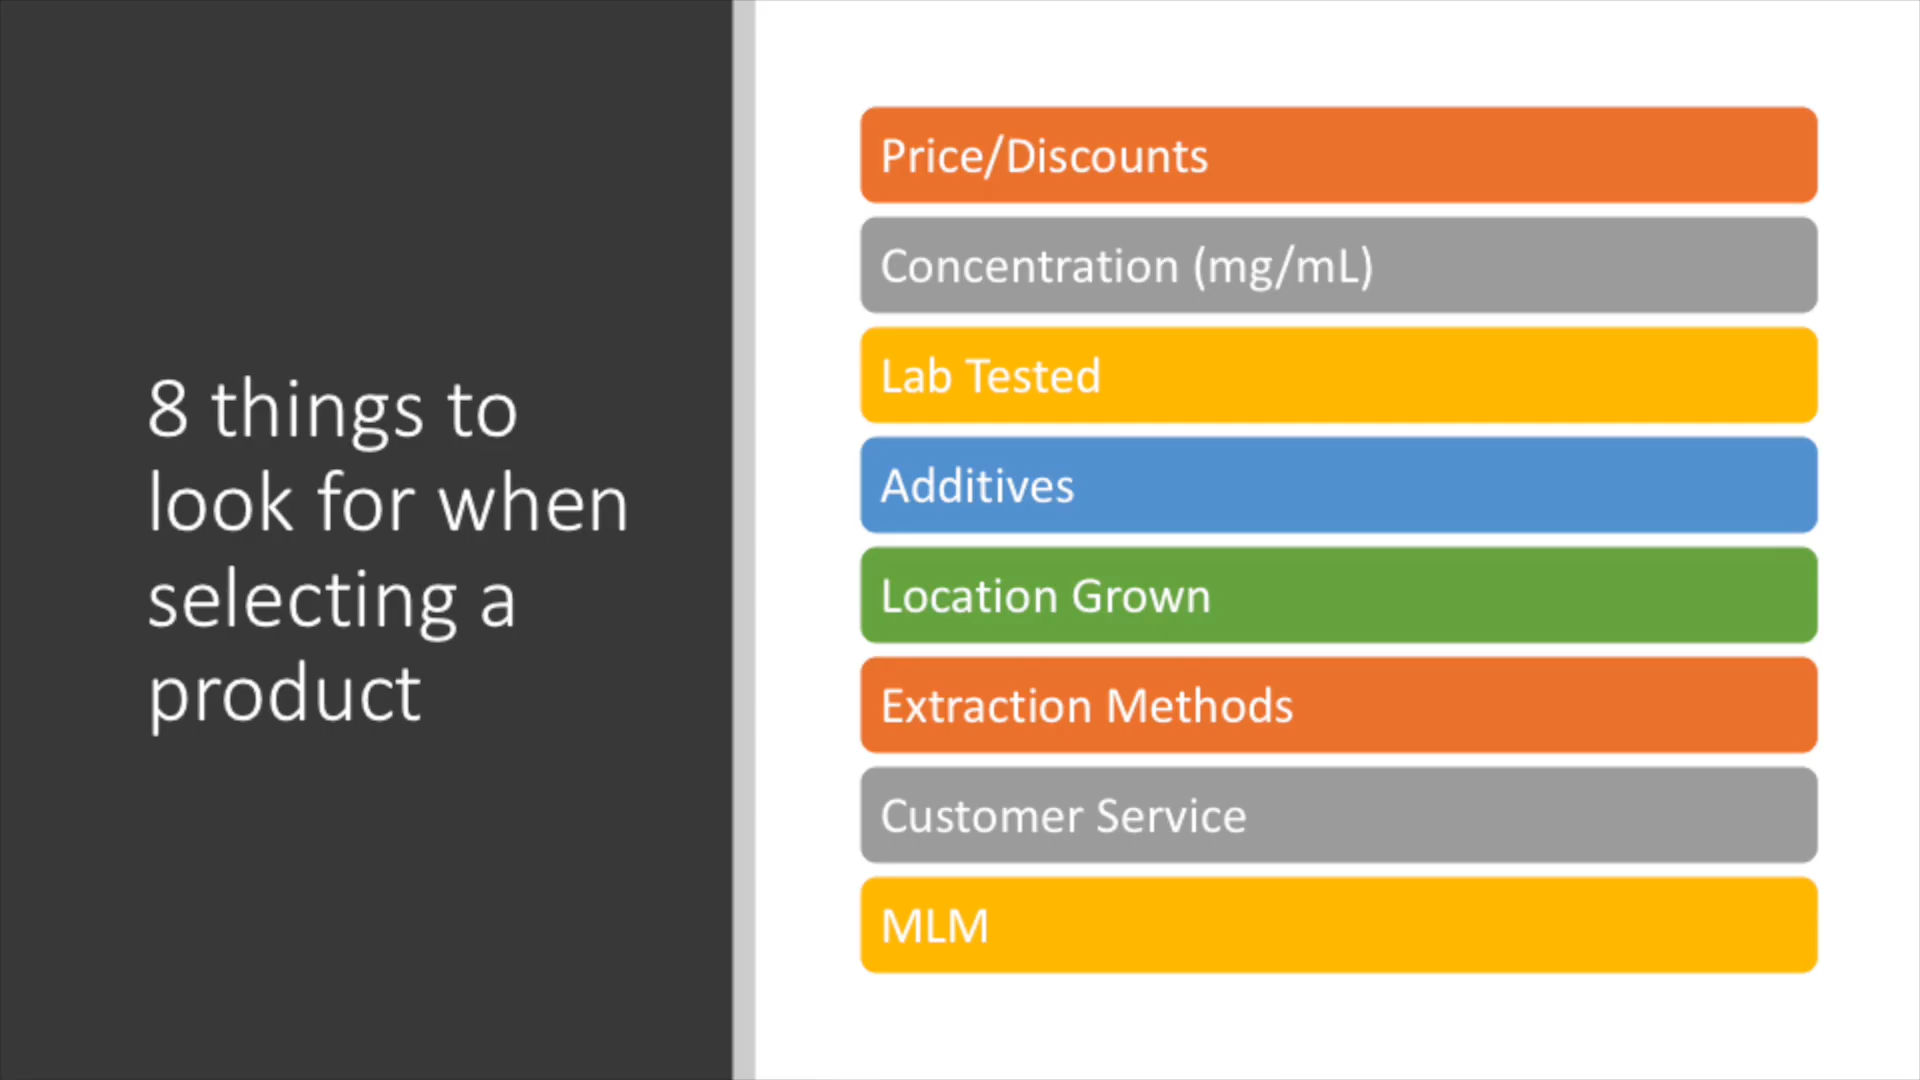 8 things to
look for when
selecting a
product
Price/Discounts
Concentration (mg/mL)
Lab Tested
Additives
Location Grown
Extraction Methods
Customer Service
MLM